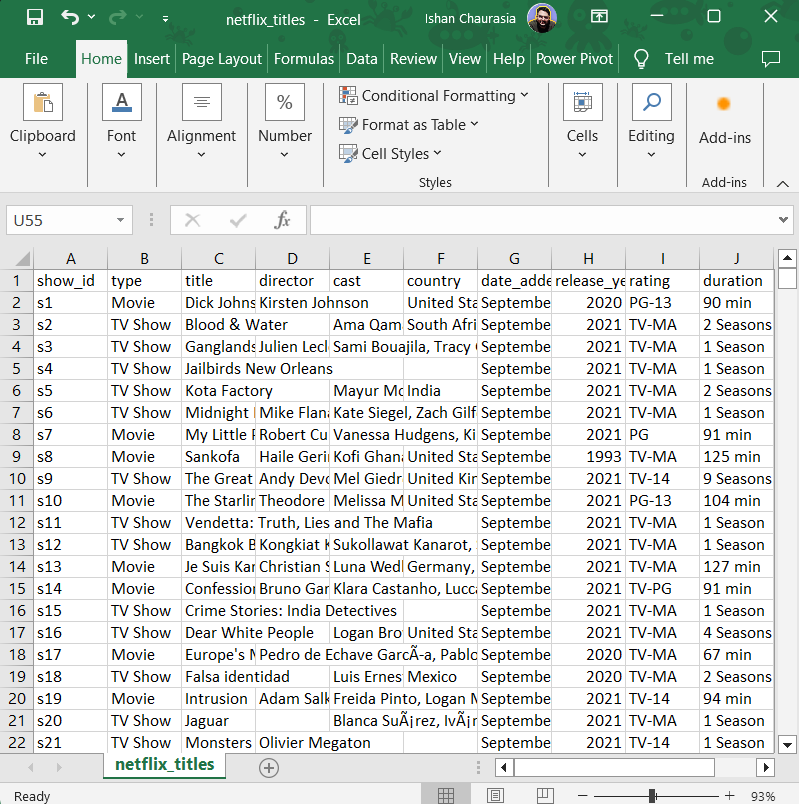 netflix_titles - Excel Ishan Chaurasia
File Home Insert Page Layout Formulas Data Review View Help Power Pivot Tell me
Clipboard Font Alignment Number Conditional Formatting Format as Table Cell Styles Cells Editing Add-ins
Styles Add-ins
U55 fx
A B C D E F G H I J
1 show_id type title director cast country date_adde release_ye rating duration
2 s1 Movie Dick Johns Kirsten Johnson United Sta Septembe 2020 PG-13 90 min
3 s2 TV Show Blood & Water Ama Qam South Afri Septembe 2021 TV-MA 2 Seasons
4 s3 TV Show Ganglands Julien Lecl Sami Bouajila, Tracy Septembe 2021 TV-MA 1 Season
5 s4 TV Show Jailbirds New Orleans Septembe 2021 TV-MA 1 Season
6 s5 TV Show Kota Factory Mayur Mo India Septembe 2021 TV-MA 2 Seasons
7 s6 TV Show Midnight Mike Flana Kate Siegel, Zach Gilf Septembe 2021 TV-MA 1 Season
8 s7 Movie My Little Robert Cu Vanessa Hudgens, Ki Septembe 2021 PG 91 min
9 s8 Movie Sankofa Haile Geri Kofi Ghana United Sta Septembe 1993 TV-MA 125 min
10 s9 TV Show The Great Andy Devo Mel Giedr United Kin Septembe 2021 TV-14 9 Seasons
11 s10 Movie The Starlin Theodore Melissa M United Sta Septembe 2021 PG-13 104 min
12 s11 TV Show Vendetta: Truth, Lies and The Mafia Septembe 2021 TV-MA 1 Season
13 s12 TV Show Bangkok B Kongkiat K Sukollawat Kanarot, Septembe 2021 TV-MA 1 Season
14 s13 Movie Je Suis Kar Christian S Luna Wedl Germany, Septembe 2021 TV-MA 127 min
15 s14 Movie Confession Bruno Gar Klara Castanho, Lucca Septembe 2021 TV-PG 91 min
16 s15 TV Show Crime Stories: India Detectives Septembe 2021 TV-MA 1 Season
17 s16 TV Show Dear White People Logan Bro United Sta Septembe 2021 TV-MA 4 Seasons
18 s17 Movie Europe's M Pedro de Echave GarcÃ-a, Pablo Septembe 2020 TV-MA 67 min
19 s18 TV Show Falsa identidad Luis Ernes Mexico Septembe 2020 TV-MA 2 Seasons
20 s19 Movie Intrusion Adam Salk Freida Pinto, Logan M Septembe 2021 TV-14 94 min
21 s20 TV Show Jaguar Blanca SuÃ¡rez, IvÃ¡n Septembe 2021 TV-MA 1 Season
22 s21 TV Show Monsters Olivier Megaton Septembe 2021 TV-14 1 Season
netflix_titles
Ready 93%